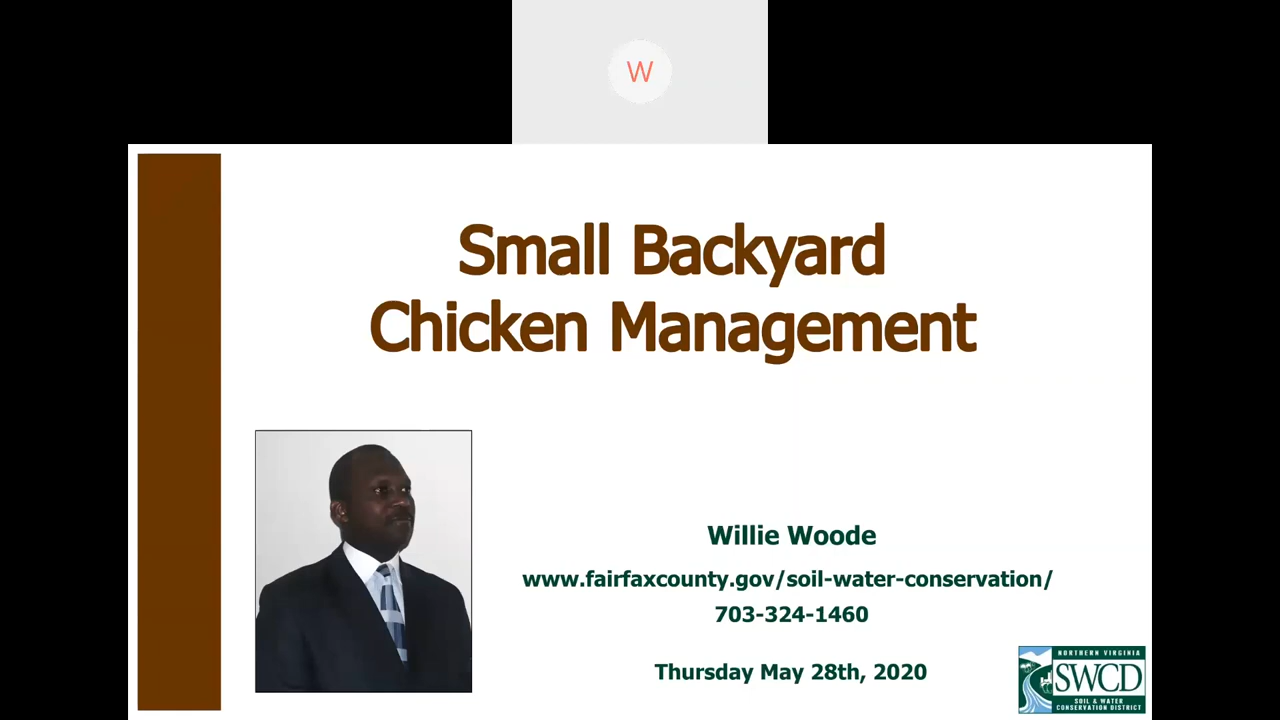 W
Small Backyard
Chicken Management
Willie Woode
www.fairfaxcounty.gov/soil-water-conservation/
703-324-1460
Thursday May 28th, 2020
NORTHERN VIRGINIA
SWCD
SOIL & WATER
CONSERVATION DISTRICT